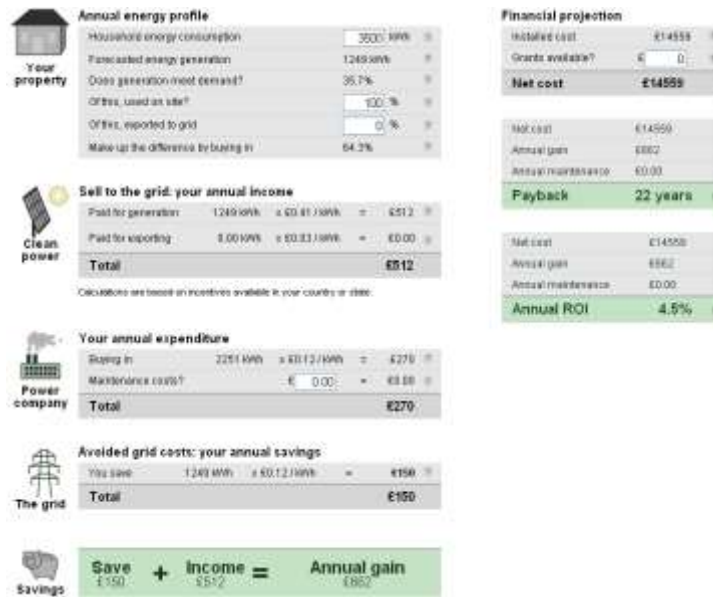 Annual energy profile
Household energy consumption 3500 kWh
Forecasted energy generation 1249 kWh
Does generation meet demand? 35.7%
Of this, used on site? 100 %
Of this, exported to grid 0 %
Make up the difference by buying in 64.3%
Your
property
Sell to the grid: your annual income
Paid for generation 1249 kWh x £0.41 / kWh = £512
Paid for exporting 0.00 kWh x £0.03 / kWh = £0.00
Total £512
Calculations are based on incentives available in your country or state.
Clean
power
Your annual expenditure
Buying in 2251 kWh x £0.12 / kWh = £270
Maintenance costs? £ 0.00 = £0.00
Total £270
Power
company
Avoided grid costs: your annual savings
You save 1249 kWh x £0.12 / kWh = £150
Total £150
The grid
Save + Income = Annual gain
£150 £512 £662
Savings
Financial projection
Installed cost £14559
Grants available? £ 0
Net cost £14559
Net cost £14559
Annual gain £662
Annual maintenance £0.00
Payback 22 years
Net cost £14559
Annual gain £662
Annual maintenance £0.00
Annual ROI 4.5%